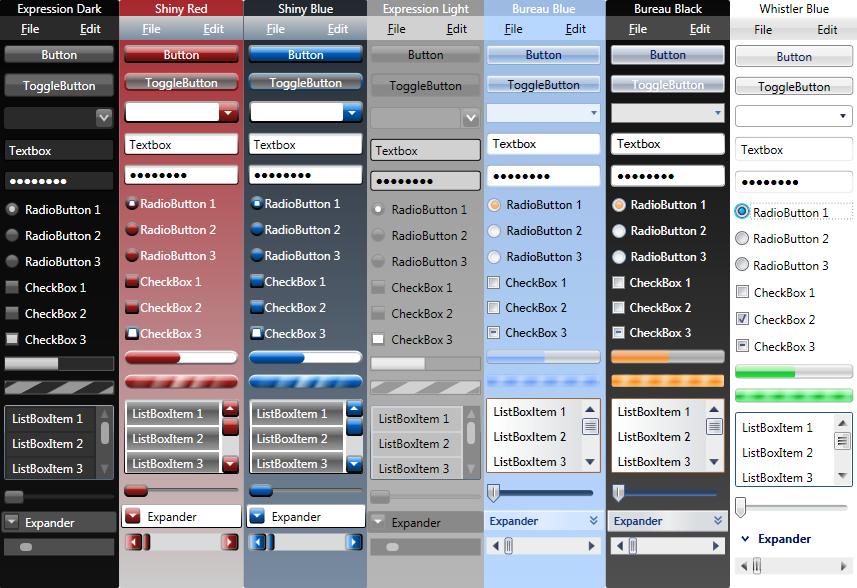 Expression Dark
File Edit
Button
ToggleButton
Textbox
RadioButton 1
RadioButton 2
RadioButton 3
CheckBox 1
CheckBox 2
CheckBox 3
ListBoxItem 1
ListBoxItem 2
ListBoxItem 3
Expander
Shiny Red
File Edit
Button
ToggleButton
Textbox
RadioButton 1
RadioButton 2
RadioButton 3
CheckBox 1
CheckBox 2
CheckBox 3
ListBoxItem 1
ListBoxItem 2
ListBoxItem 3
Expander
Shiny Blue
File Edit
Button
ToggleButton
Textbox
RadioButton 1
RadioButton 2
RadioButton 3
CheckBox 1
CheckBox 2
CheckBox 3
ListBoxItem 1
ListBoxItem 2
ListBoxItem 3
Expander
Expression Light
File Edit
Button
ToggleButton
Textbox
RadioButton 1
RadioButton 2
RadioButton 3
CheckBox 1
CheckBox 2
CheckBox 3
ListBoxItem 1
ListBoxItem 2
ListBoxItem 3
Expander
Bureau Blue
File Edit
Button
ToggleButton
Textbox
RadioButton 1
RadioButton 2
RadioButton 3
CheckBox 1
CheckBox 2
CheckBox 3
ListBoxItem 1
ListBoxItem 2
ListBoxItem 3
Expander
Bureau Black
File Edit
Button
ToggleButton
Textbox
RadioButton 1
RadioButton 2
RadioButton 3
CheckBox 1
CheckBox 2
CheckBox 3
ListBoxItem 1
ListBoxItem 2
ListBoxItem 3
Expander
Whistler Blue
File Edit
Button
ToggleButton
Textbox
RadioButton 1
RadioButton 2
RadioButton 3
CheckBox 1
CheckBox 2
CheckBox 3
ListBoxItem 1
ListBoxItem 2
ListBoxItem 3
Expander